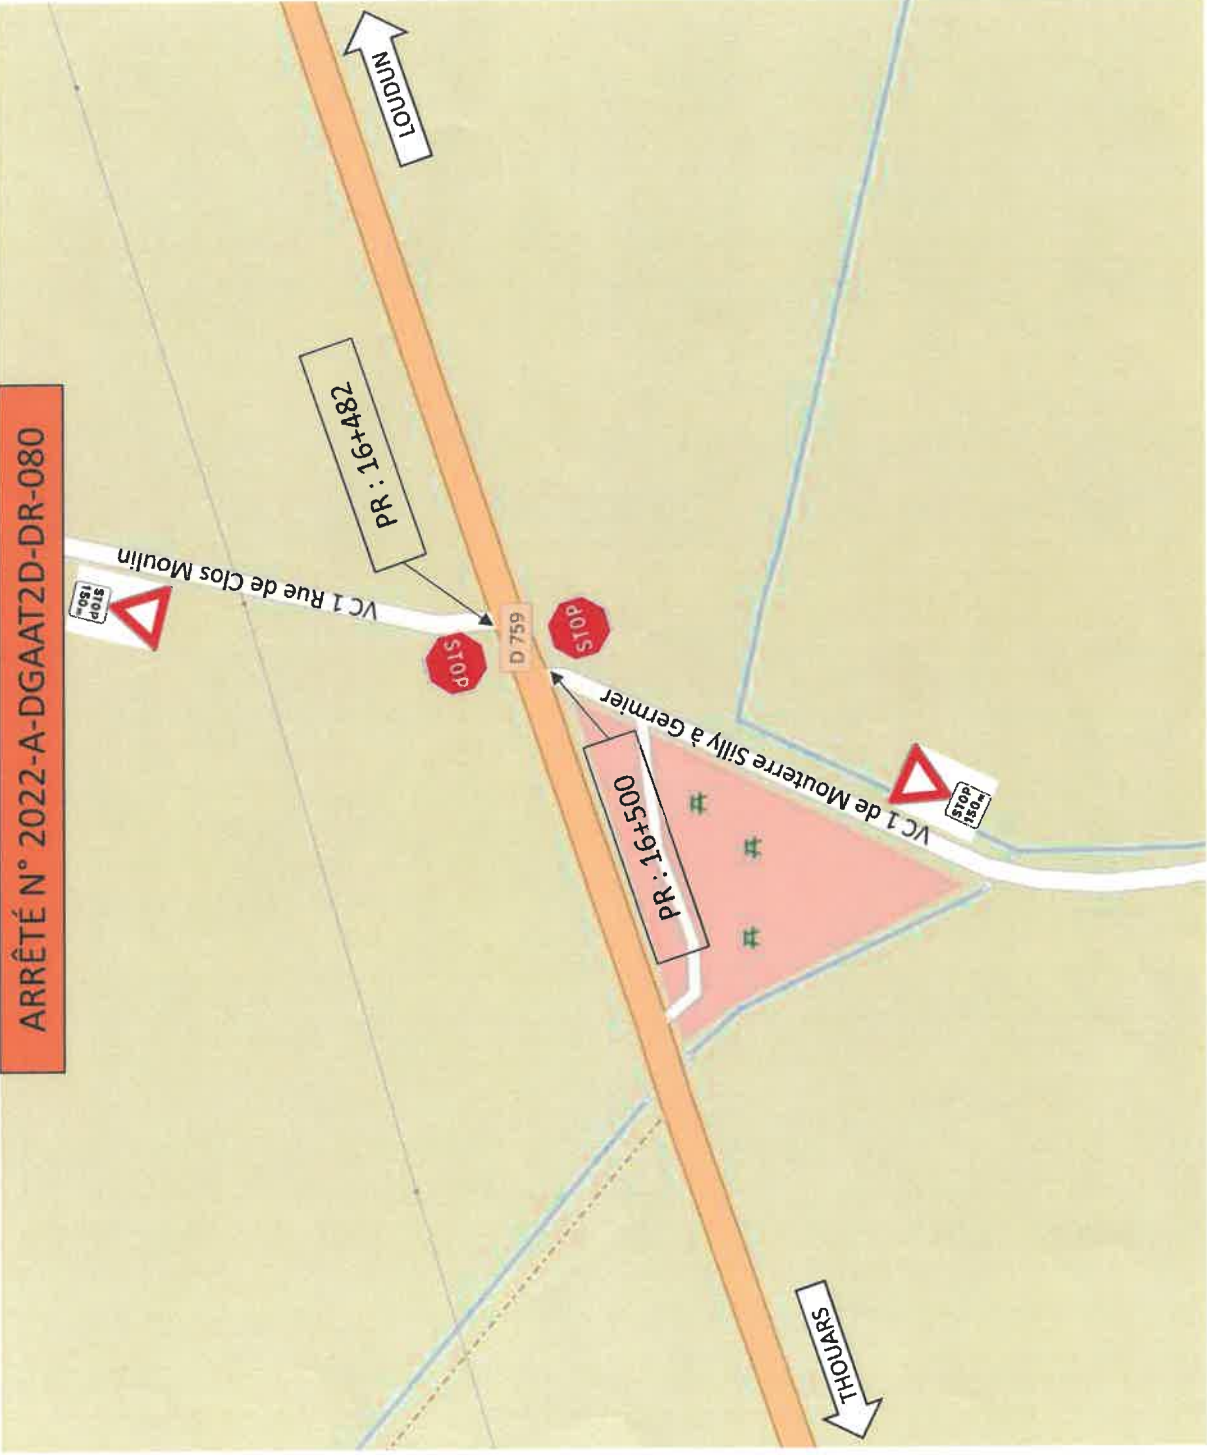 ARRÊTÉ N° 2022-A-DGAAT2D-DR-080
LOUDUN
PR : 16+482
VC 1 Rue de Clos Moulin
STOP
150m
STOP
D 759
STOP
PR : 16+500
VC 1 de Mouterre Silly à Germier
STOP
150m
THOUARS